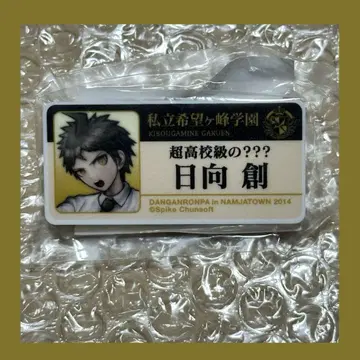 私立希望ヶ峰学園
KIBOUGAMINE GAKUEN
超高校級の???
日向 創
DANGANRONPA in NAMJATOWN 2014
©Spike Chunsoft